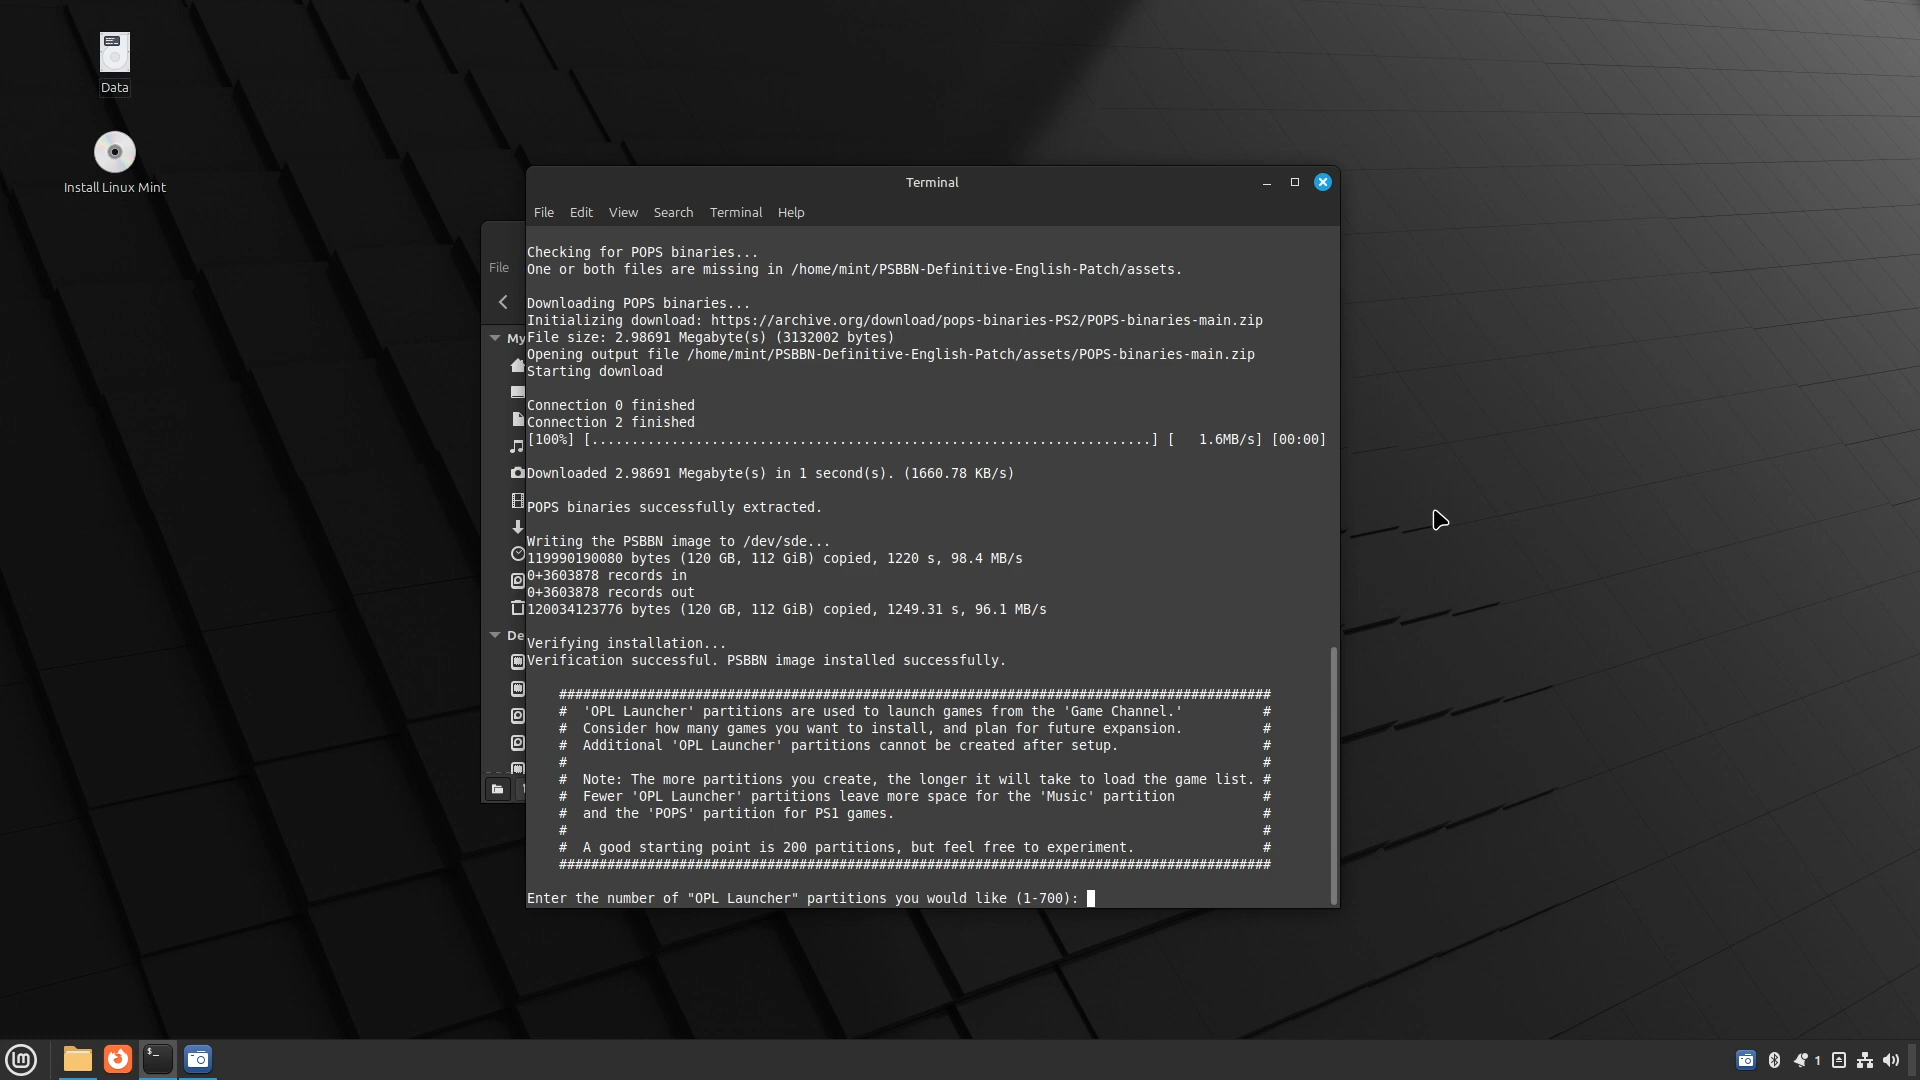 Data
Install Linux Mint
Terminal
File Edit View Search Terminal Help
File
My
De
Checking for POPS binaries...
One or both files are missing in /home/mint/PSBBN-Definitive-English-Patch/assets.
Downloading POPS binaries...
Initializing download: https://archive.org/download/pops-binaries-PS2/POPS-binaries-main.zip
File size: 2.98691 Megabyte(s) (3132002 bytes)
Opening output file /home/mint/PSBBN-Definitive-English-Patch/assets/POPS-binaries-main.zip
Starting download
Connection 0 finished
Connection 2 finished
[100%] [......................................................................] [   1.6MB/s] [00:00]
Downloaded 2.98691 Megabyte(s) in 1 second(s). (1660.78 KB/s)
POPS binaries successfully extracted.
Writing the PSBBN image to /dev/sde...
119990190080 bytes (120 GB, 112 GiB) copied, 1220 s, 98.4 MB/s
0+3603878 records in
0+3603878 records out
120034123776 bytes (120 GB, 112 GiB) copied, 1249.31 s, 96.1 MB/s
Verifying installation...
Verification successful. PSBBN image installed successfully.
#########################################################################################
#  'OPL Launcher' partitions are used to launch games from the 'Game Channel.'          #
#  Consider how many games you want to install, and plan for future expansion.          #
#  Additional 'OPL Launcher' partitions cannot be created after setup.                  #
#                                                                                       #
#  Note: The more partitions you create, the longer it will take to load the game list. #
#  Fewer 'OPL Launcher' partitions leave more space for the 'Music' partition           #
#  and the 'POPS' partition for PS1 games.                                              #
#                                                                                       #
#  A good starting point is 200 partitions, but feel free to experiment.                #
#########################################################################################
Enter the number of "OPL Launcher" partitions you would like (1-700):
$_
1